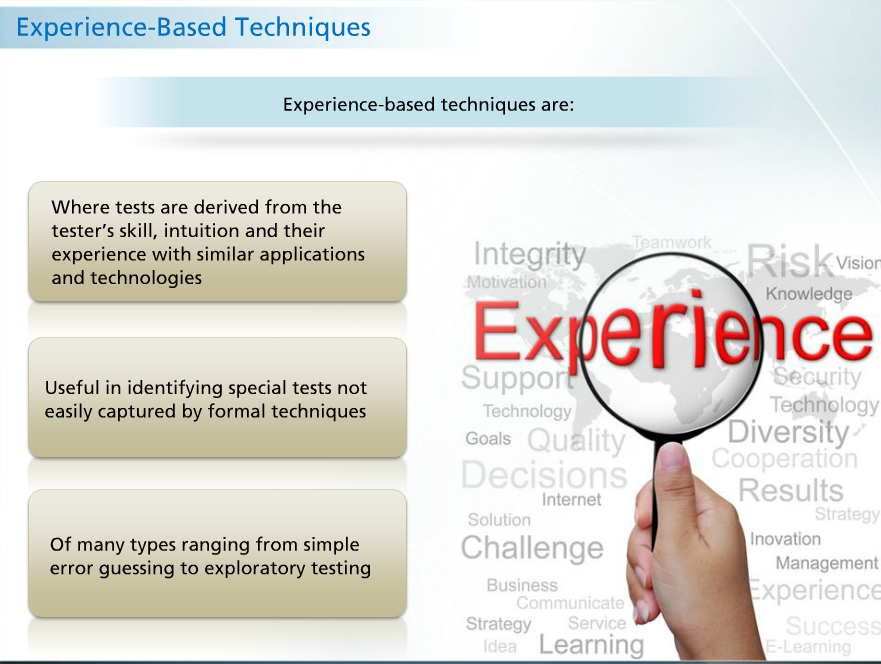 Experience-Based Techniques
Experience-based techniques are:
Where tests are derived from the
tester's skill, intuition and their
experience with similar applications
and technologies
Useful in identifying special tests not
easily captured by formal techniques
Of many types ranging from simple
error guessing to exploratory testing
Integrity
Teamwork
Risk
Vision
Motivation
Knowledge
Experience
Support
Security
Technology
Technology
Goals
Quality
Diversity
Cooperation
Decisions
Internet
Results
Solution
Strategy
Challenge
Inovation
Management
Business
Experience
Communicate
Strategy
Service
Success
Idea
Learning
E-Learning